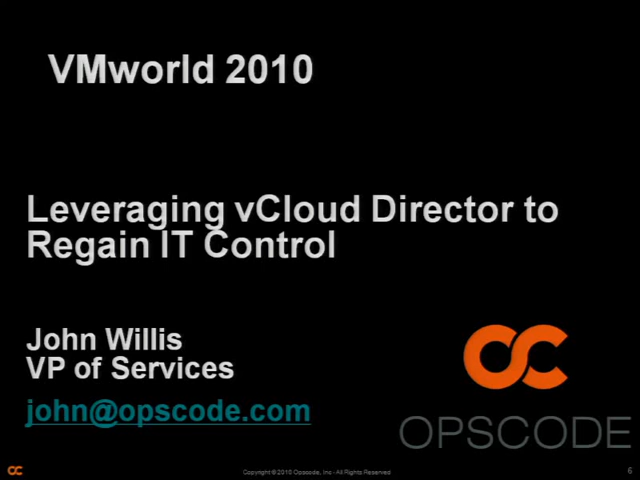 VMworld 2010
Leveraging vCloud Director to
Regain IT Control
John Willis
VP of Services
john@opscode.com
OPSCODE
Copyright © 2010 Opscode, Inc - All Rights Reserved
6